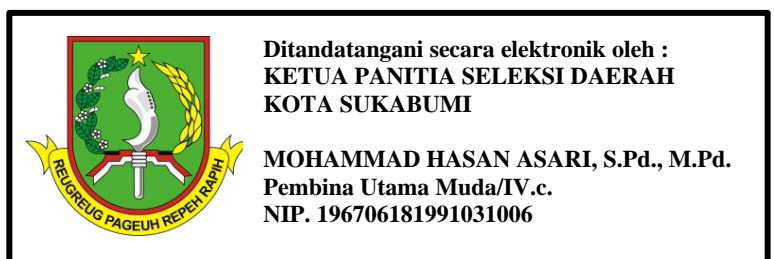 REUGREUG PAGEUH REPEH RAPIH
Ditandatangani secara elektronik oleh :
KETUA PANITIA SELEKSI DAERAH
KOTA SUKABUMI
MOHAMMAD HASAN ASARI, S.Pd., M.Pd.
Pembina Utama Muda/IV.c.
NIP. 196706181991031006